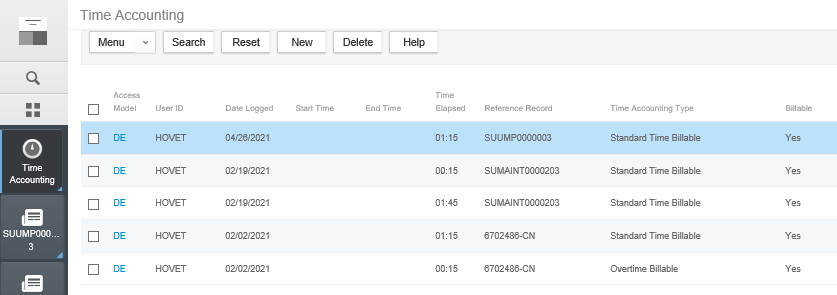 Time Accounting
Menu Search Reset New Delete Help
Access Model User ID Date Logged Start Time End Time Time Elapsed Reference Record Time Accounting Type Billable
DE HOVET 04/26/2021 01:15 SUUMP0000003 Standard Time Billable Yes
DE HOVET 02/19/2021 00:15 SUMAINT0000203 Standard Time Billable Yes
DE HOVET 02/19/2021 01:45 SUMAINT0000203 Standard Time Billable Yes
DE HOVET 02/02/2021 01:15 6702486-CN Standard Time Billable Yes
DE HOVET 02/02/2021 00:15 6702486-CN Overtime Billable Yes
Time
Accounting
SUUMP000...
3